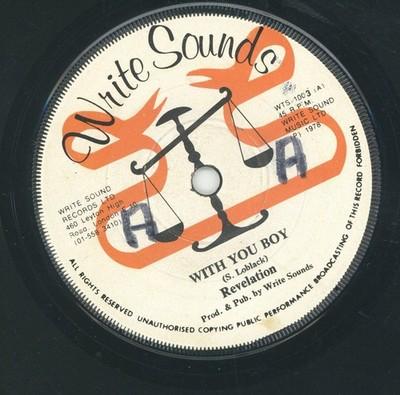 Write Sounds
WTS-1003 (A)
45 R.P.M.
WRITE SOUND
MUSIC LTD
(P) 1978
WRITE SOUND
RECORDS LTD
460 Leyton High
Road, London E.10
(01-556 3410)
A
A
WITH YOU BOY
(S. Loblack)
Revelation
Prod. & Pub. by Write Sounds
ALL RIGHTS RESERVED UNAUTHORISED COPYING PUBLIC PERFORMANCE BROADCASTING OF THIS RECORD FORBIDDEN